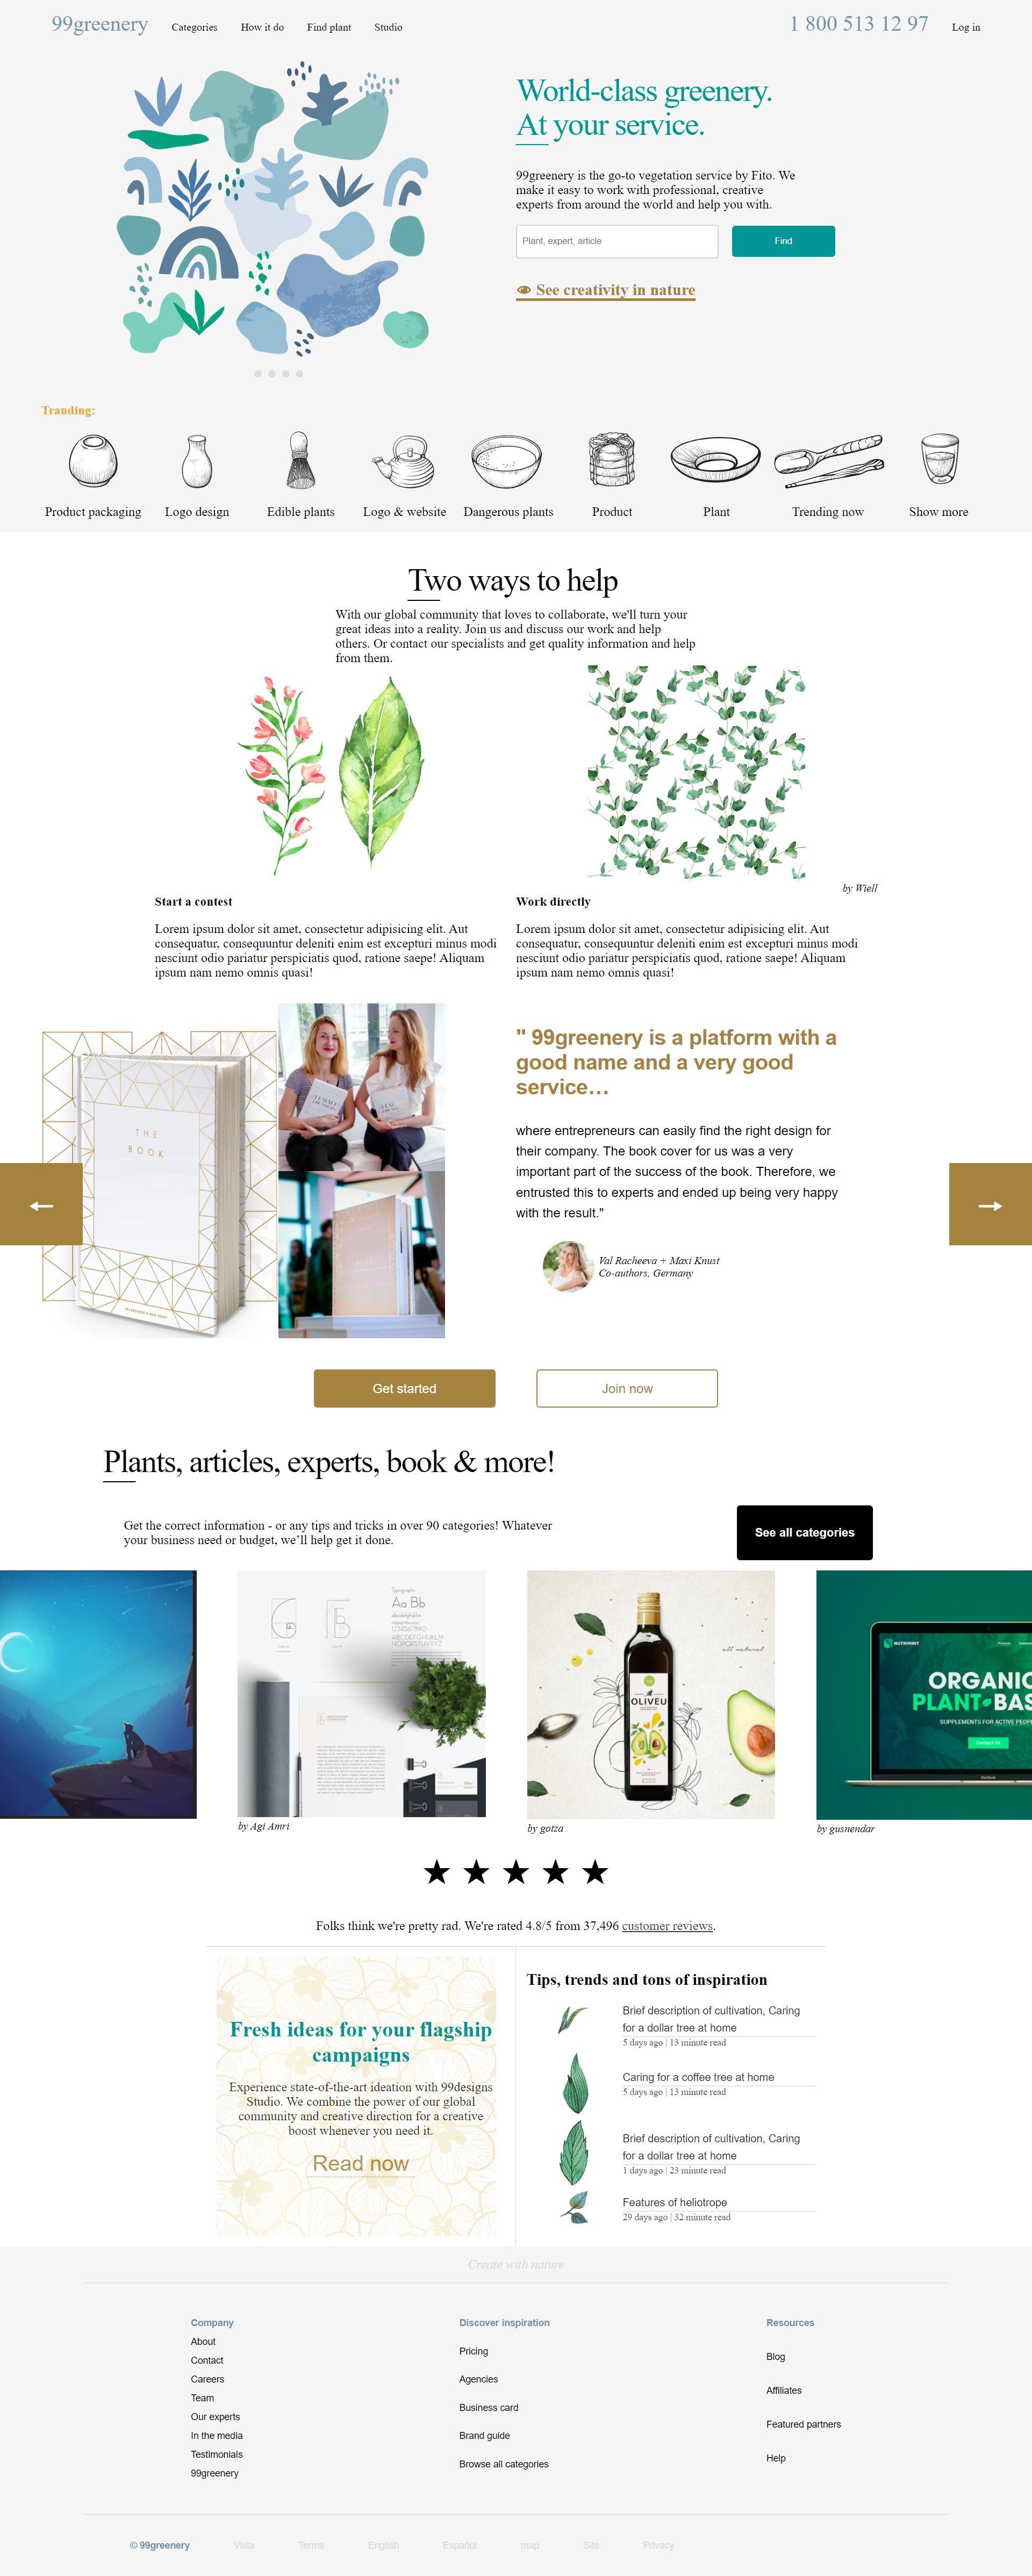 99greenery
Categories
How it do
Find plant
Studio
1 800 513 12 97
Log in
World-class greenery.
At your service.
99greenery is the go-to vegetation service by Fito. We
make it easy to work with professional, creative
experts from around the world and help you with.
Plant, expert, article
Find
See creativity in nature
Tranding:
Product packaging
Logo design
Edible plants
Logo & website
Dangerous plants
Product
Plant
Trending now
Show more
Two ways to help
With our global community that loves to collaborate, we'll turn your
great ideas into a reality. Join us and discuss our work and help
others. Or contact our specialists and get quality information and help
from them.
by Wiell
Start a contest
Lorem ipsum dolor sit amet, consectetur adipisicing elit. Aut
consequatur, consequuntur deleniti enim est excepturi minus modi
nesciunt odio pariatur perspiciatis quod, ratione saepe! Aliquam
ipsum nam nemo omnis quasi!
Work directly
Lorem ipsum dolor sit amet, consectetur adipisicing elit. Aut
consequatur, consequuntur deleniti enim est excepturi minus modi
nesciunt odio pariatur perspiciatis quod, ratione saepe! Aliquam
ipsum nam nemo omnis quasi!
THE
BOOK
" 99greenery is a platform with a
good name and a very good
service…
where entrepreneurs can easily find the right design for
their company. The book cover for us was a very
important part of the success of the book. Therefore, we
entrusted this to experts and ended up being very happy
with the result."
Val Racheeva + Maxi Knust
Co-authors, Germany
Get started
Join now
Plants, articles, experts, book & more!
Get the correct information - or any tips and tricks in over 90 categories! Whatever
your business need or budget, we’ll help get it done.
See all categories
Typography
Aa Bb
abcdefghijklm
nopqrstuvwxyz
1234567890
ABCDEFGHIJKLM
NOPQRSTUVWXYZ
by Agi Amri
all natural
OLIVEU
by gotza
NUTRIMINT
ORGANIC
PLANT BAS
SUPPLEMENTS FOR ACTIVE PEOPL
Contact Us
by gusnendar
Folks think we're pretty rad. We're rated 4.8/5 from 37,496 customer reviews.
Fresh ideas for your flagship
campaigns
Experience state-of-the-art ideation with 99designs
Studio. We combine the power of our global
community and creative direction for a creative
boost whenever you need it.
Read now
Tips, trends and tons of inspiration
Brief description of cultivation, Caring
for a dollar tree at home
5 days ago | 13 minute read
Caring for a coffee tree at home
5 days ago | 13 minute read
Brief description of cultivation, Caring
for a dollar tree at home
1 days ago | 23 minute read
Features of heliotrope
29 days ago | 32 minute read
Create with nature
Company
About
Contact
Careers
Team
Our experts
In the media
Testimonials
99greenery
Discover inspiration
Pricing
Agencies
Business card
Brand guide
Browse all categories
Resources
Blog
Affiliates
Featured partners
Help
© 99greenery
Vista
Terms
English
Español
map
Site
Privacy